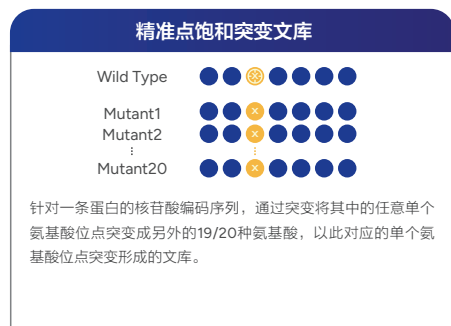 精准点饱和突变文库
Wild Type
Mutant1
Mutant2
Mutant20
针对一条蛋白的核苷酸编码序列，通过突变将其中的任意单个
氨基酸位点突变成另外的19/20种氨基酸，以此对应的单个氨
基酸位点突变形成的文库。